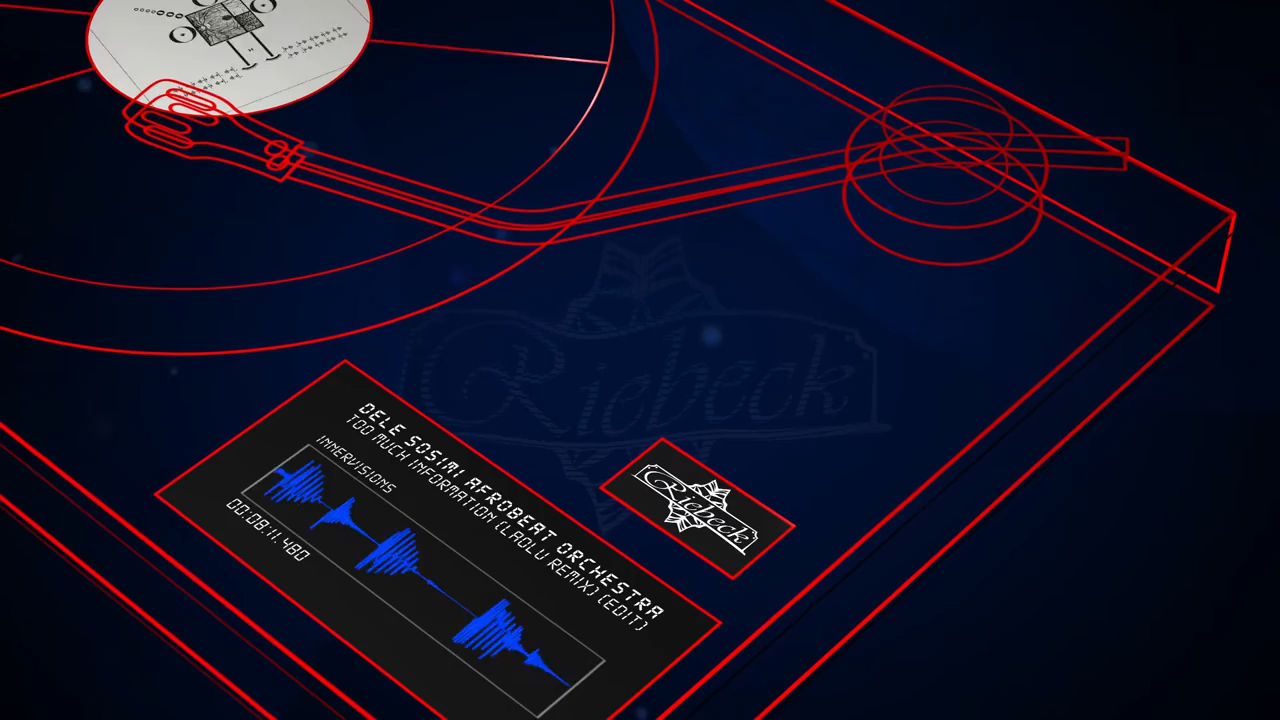 Riebeck
DELE SOSIMI AFROBEAT ORCHESTRA
TOO MUCH INFORMATION (LAOLU REMIX) (EDIT)
INNERVISIONS
00:08:11.480
Riebeck